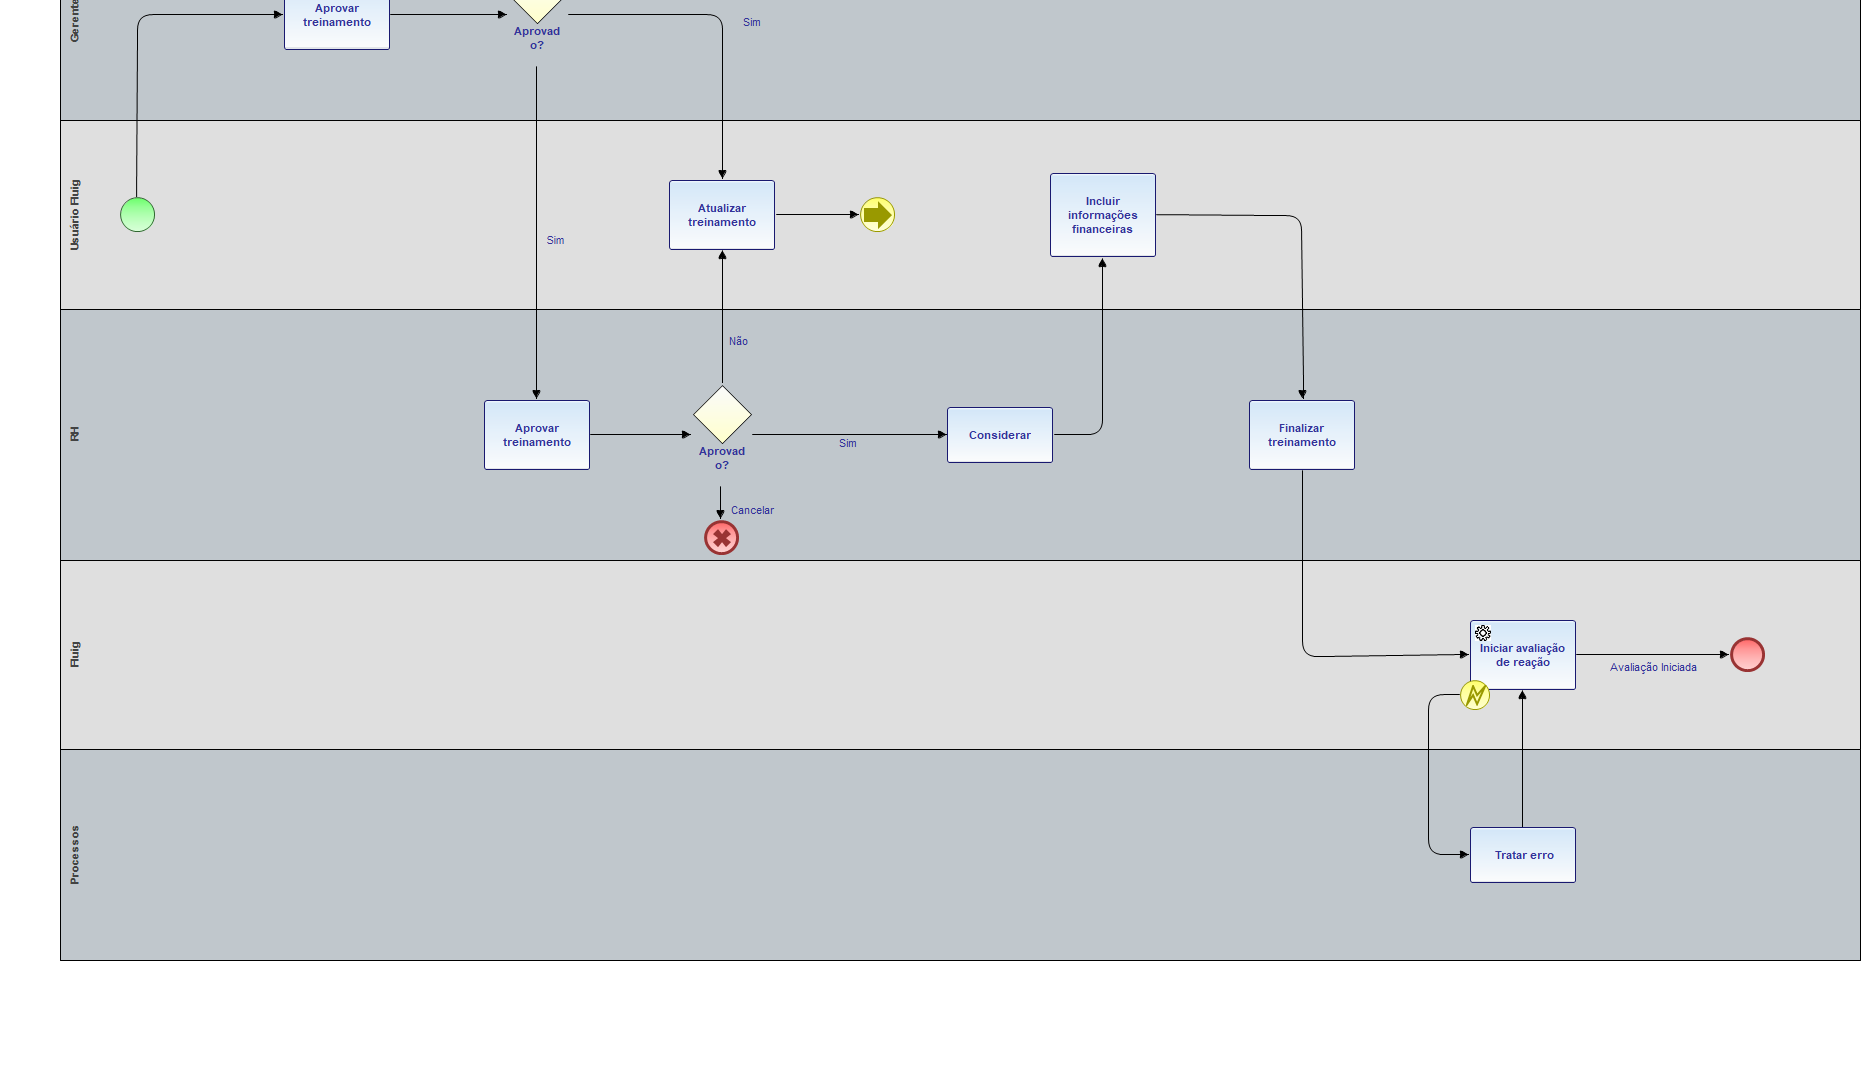 Gerente
Aprovar
treinamento
Aprovad
o?
Sim
Usuário Fluig
Sim
Atualizar
treinamento
Incluir
informações
financeiras
Não
RH
Aprovar
treinamento
Aprovad
o?
Sim
Cancelar
Considerar
Finalizar
treinamento
Fluig
Iniciar avaliação
de reação
Avaliação Iniciada
Processos
Tratar erro